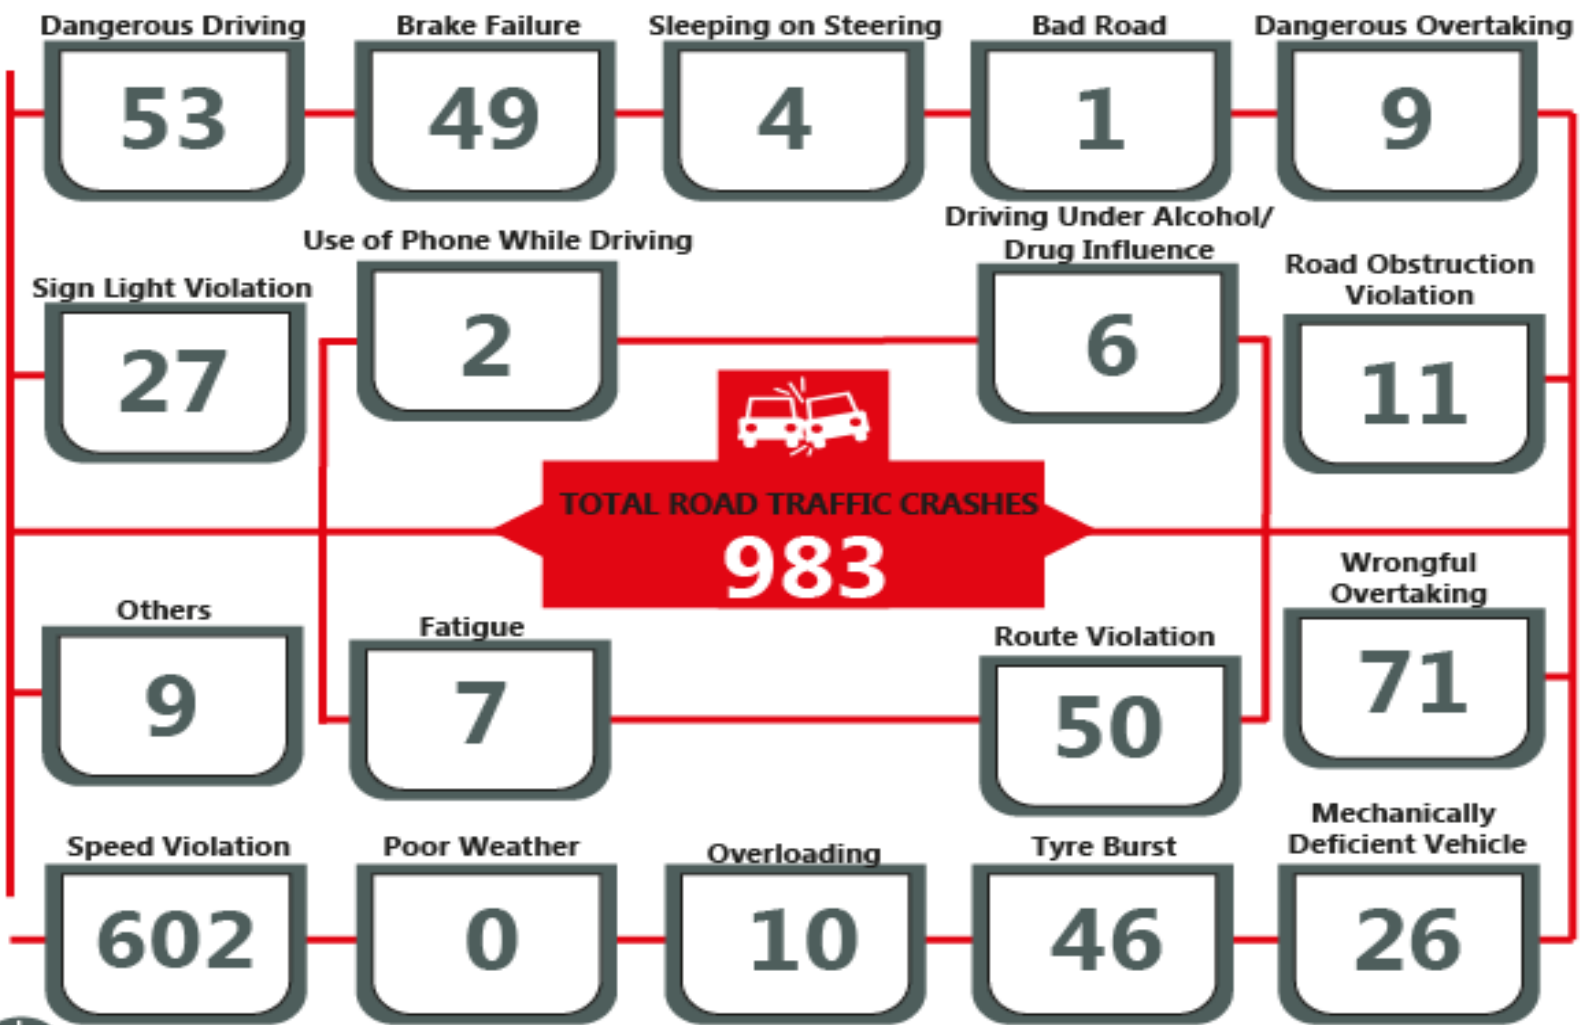 Dangerous Driving
53
Brake Failure
49
Sleeping on Steering
4
Bad Road
1
Dangerous Overtaking
9
Sign Light Violation
27
Use of Phone While Driving
2
Driving Under Alcohol/
Drug Influence
6
Road Obstruction
Violation
11
TOTAL ROAD TRAFFIC CRASHES
983
Others
9
Fatigue
7
Route Violation
50
Wrongful
Overtaking
71
Speed Violation
602
Poor Weather
0
Overloading
10
Tyre Burst
46
Mechanically
Deficient Vehicle
26